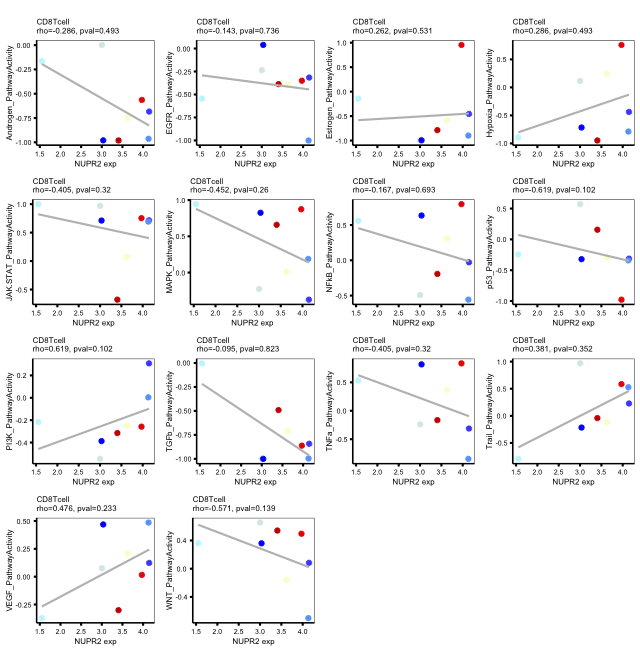 CD8Tcell
rho=-0.286, pval=0.493
Androgen_PathwayActivity
0.00
-0.25
-0.50
-0.75
-1.00
1.5 2.0 2.5 3.0 3.5 4.0
NUPR2 exp
CD8Tcell
rho=-0.143, pval=0.736
EGFR_PathwayActivity
0.00
-0.25
-0.50
-0.75
-1.00
1.5 2.0 2.5 3.0 3.5 4.0
NUPR2 exp
CD8Tcell
rho=0.262, pval=0.531
Estrogen_PathwayActivity
1.0
0.5
0.0
-0.5
-1.0
1.5 2.0 2.5 3.0 3.5 4.0
NUPR2 exp
CD8Tcell
rho=0.286, pval=0.493
Hypoxia_PathwayActivity
0.5
0.0
-0.5
-1.0
1.5 2.0 2.5 3.0 3.5 4.0
NUPR2 exp
CD8Tcell
rho=-0.405, pval=0.32
JAK.STAT_PathwayActivity
1.0
0.5
0.0
-0.5
1.5 2.0 2.5 3.0 3.5 4.0
NUPR2 exp
CD8Tcell
rho=-0.452, pval=0.26
MAPK_PathwayActivity
1.0
0.5
0.0
1.5 2.0 2.5 3.0 3.5 4.0
NUPR2 exp
CD8Tcell
rho=-0.167, pval=0.693
NFkB_PathwayActivity
0.5
0.0
-0.5
1.5 2.0 2.5 3.0 3.5 4.0
NUPR2 exp
CD8Tcell
rho=-0.619, pval=0.102
p53_PathwayActivity
0.5
0.0
-0.5
-1.0
1.5 2.0 2.5 3.0 3.5 4.0
NUPR2 exp
CD8Tcell
rho=0.619, pval=0.102
PI3K_PathwayActivity
0.2
0.0
-0.2
-0.4
1.5 2.0 2.5 3.0 3.5 4.0
NUPR2 exp
CD8Tcell
rho=-0.095, pval=0.823
TGFb_PathwayActivity
0.00
-0.25
-0.50
-0.75
-1.00
1.5 2.0 2.5 3.0 3.5 4.0
NUPR2 exp
CD8Tcell
rho=-0.405, pval=0.32
TNFa_PathwayActivity
0.5
0.0
-0.5
1.5 2.0 2.5 3.0 3.5 4.0
NUPR2 exp
CD8Tcell
rho=0.381, pval=0.352
Trail_PathwayActivity
1.0
0.5
0.0
-0.5
1.5 2.0 2.5 3.0 3.5 4.0
NUPR2 exp
CD8Tcell
rho=0.476, pval=0.233
VEGF_PathwayActivity
0.50
0.25
0.00
-0.25
1.5 2.0 2.5 3.0 3.5 4.0
NUPR2 exp
CD8Tcell
rho=-0.571, pval=0.139
WNT_PathwayActivity
0.4
0.0
-0.4
1.5 2.0 2.5 3.0 3.5 4.0
NUPR2 exp